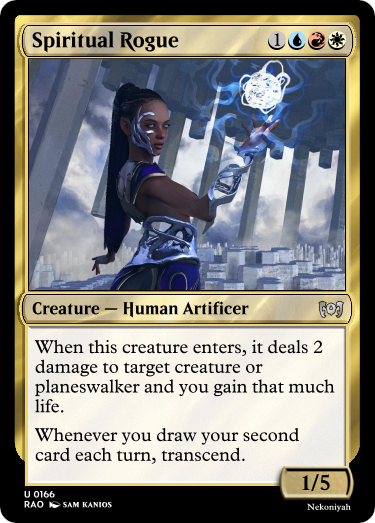 Spiritual Rogue 1
Creature — Human Artificer
When this creature enters, it deals 2
damage to target creature or
planeswalker and you gain that much
life.
Whenever you draw your second
card each turn, transcend.
1/5
U 0166
RAO SAM KANIOS
Nekoniyah